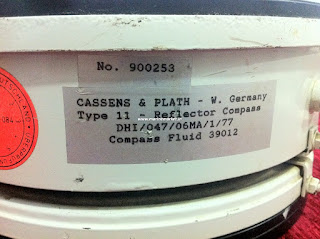 No. 900253
CASSENS & PLATH - W. Germany
Type 11 - Reflector Compass
DHI/047/06MA/1/77
Compass Fluid 39012